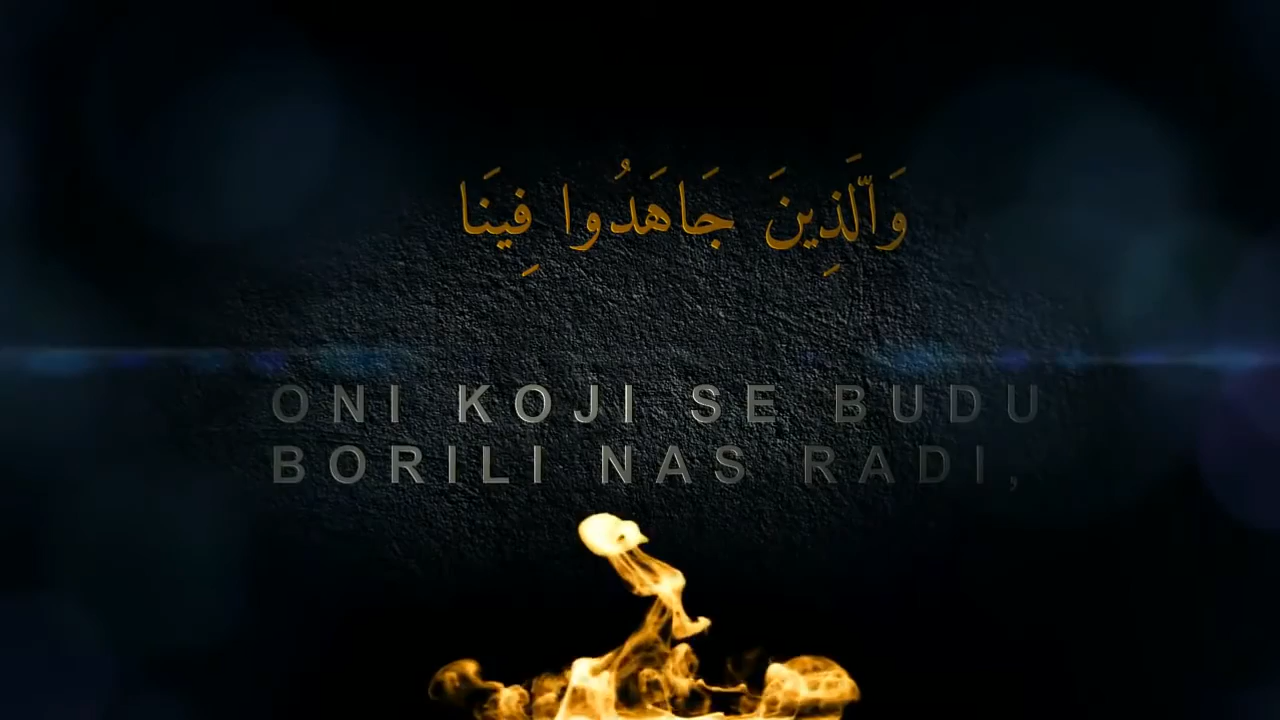 وَالَّذِينَ جَاهَدُوا فِينَا
ONI KOJI SE BUDU
BORILI NAS RADI,